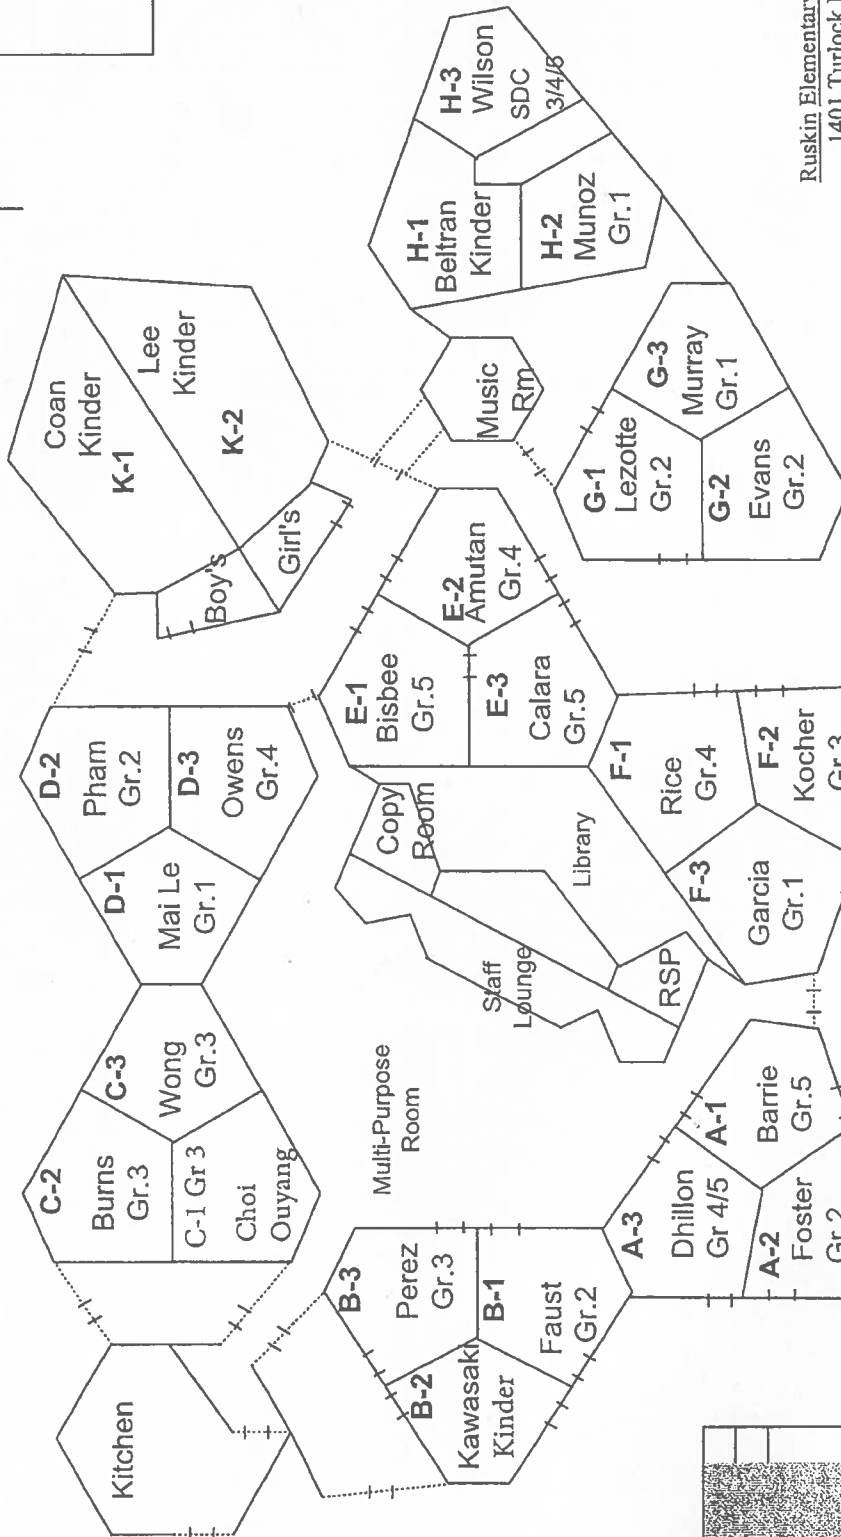 Ruskin Elementary
1401 Turlock
Kitchen
C-2
Burns
Gr.3
C-1 Gr 3
Choi
Ouyang
C-3
Wong
Gr.3
D-1
Mai Le
Gr.1
D-2
Pham
Gr.2
D-3
Owens
Gr.4
Coan
Kinder
K-1
Lee
Kinder
K-2
Boy's
Girl's
B-3
Perez
Gr.3
B-2
Kawasaki
Kinder
B-1
Faust
Gr.2
Multi-Purpose
Room
Staff
Lounge
Copy
Room
RSP
Library
E-1
Bisbee
Gr.5
E-2
Amutan
Gr.4
E-3
Calara
Gr.5
Music
Rm
H-1
Beltran
Kinder
H-3
Wilson
SDC
3/4/5
H-2
Munoz
Gr.1
A-3
Dhillon
Gr 4/5
A-1
Barrie
Gr.5
A-2
Foster
Gr.2
F-3
Garcia
Gr.1
F-1
Rice
Gr.4
F-2
Kocher
Gr.3
G-1
Lezotte
Gr.2
G-3
Murray
Gr.1
G-2
Evans
Gr.2